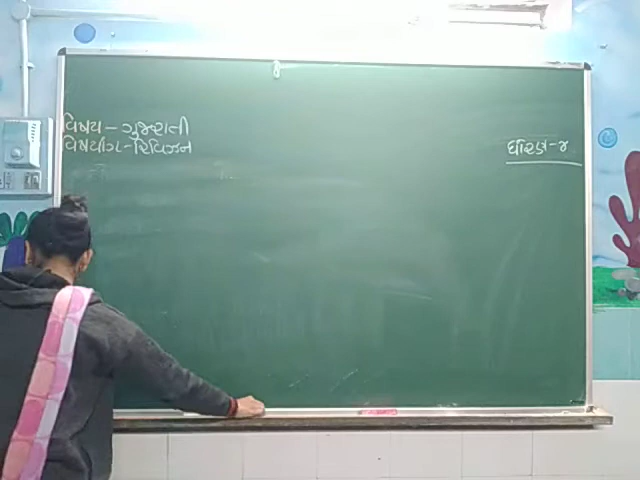 વિષય – ગુજરાતી
વિષયાંગ – રિવિઝન
ધોરણ-૪